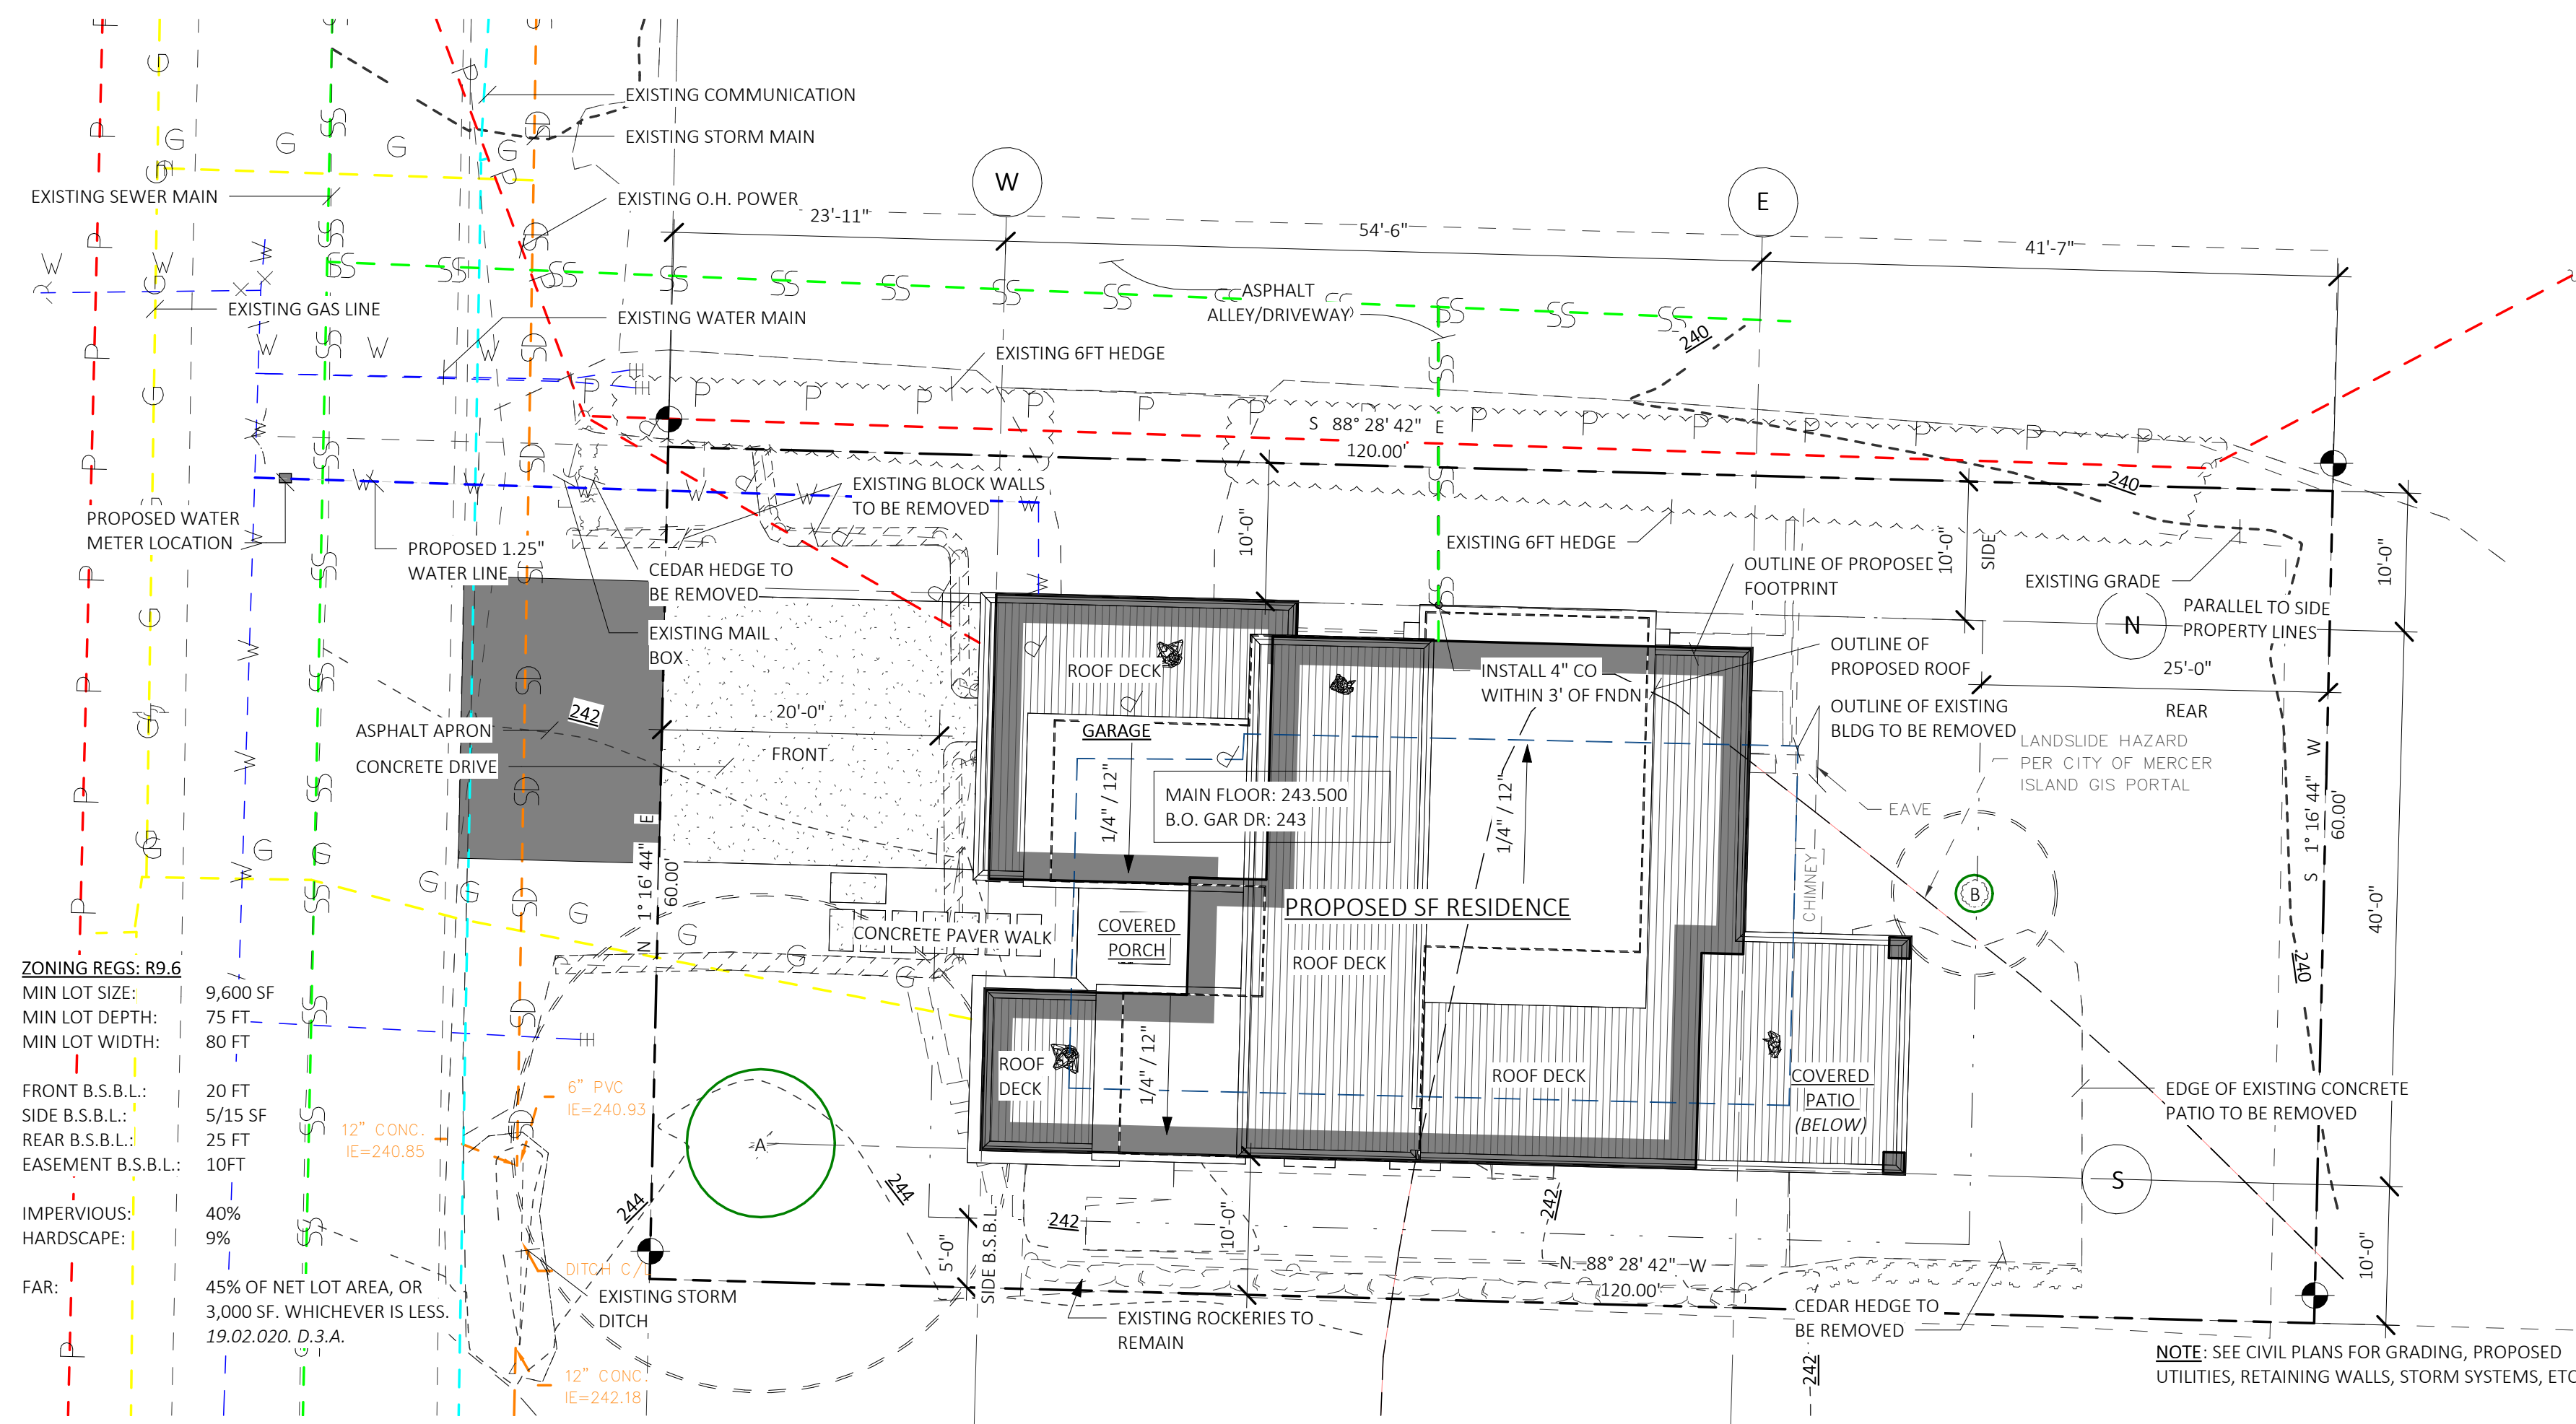 EXISTING COMMUNICATION
EXISTING STORM MAIN
EXISTING SEWER MAIN
EXISTING O.H. POWER
W
E
23'-11"
54'-6"
41'-7"
EXISTING GAS LINE
EXISTING WATER MAIN
ASPHALT
ALLEY/DRIVEWAY
240
EXISTING 6FT HEDGE
S 88° 28' 42" E
120.00'
EXISTING BLOCK WALLS
TO BE REMOVED
240
PROPOSED WATER
METER LOCATION
PROPOSED 1.25"
WATER LINE
10'-0"
EXISTING 6FT HEDGE
10'-0"
SIDE
10'-0"
CEDAR HEDGE TO
BE REMOVED
OUTLINE OF PROPOSED
FOOTPRINT
EXISTING GRADE
N
PARALLEL TO SIDE
PROPERTY LINES
EXISTING MAIL
BOX
ROOF DECK
INSTALL 4" CO
WITHIN 3' OF FNDN
OUTLINE OF
PROPOSED ROOF
25'-0"
REAR
OUTLINE OF EXISTING
BLDG TO BE REMOVED
242
20'-0"
FRONT
ASPHALT APRON
CONCRETE DRIVE
GARAGE
LANDSLIDE HAZARD
PER CITY OF MERCER
ISLAND GIS PORTAL
MAIN FLOOR: 243.500
B.O. GAR DR: 243
1/4" / 12"
1/4" / 12"
EAVE
S 1° 16' 44" W
60.00'
N 1° 16' 44" E
60.00'
CHIMNEY
B
40'-0"
PROPOSED SF RESIDENCE
COVERED
PORCH
CONCRETE PAVER WALK
ROOF DECK
240
ZONING REGS: R9.6
MIN LOT SIZE: 9,600 SF
MIN LOT DEPTH: 75 FT
MIN LOT WIDTH: 80 FT
FRONT B.S.B.L.: 20 FT
SIDE B.S.B.L.: 5/15 SF
REAR B.S.B.L.: 25 FT
EASEMENT B.S.B.L.: 10FT
IMPERVIOUS: 40%
HARDSCAPE: 9%
FAR: 45% OF NET LOT AREA, OR
3,000 SF. WHICHEVER IS LESS.
19.02.020. D.3.A.
6" PVC
IE=240.93
12" CONC.
IE=240.85
ROOF
DECK
1/4" / 12"
ROOF DECK
COVERED
PATIO
(BELOW)
EDGE OF EXISTING CONCRETE
PATIO TO BE REMOVED
A
S
244
244
242
242
5'-0"
SIDE B.S.B.L.
10'-0"
10'-0"
N 88° 28' 42" W
120.00'
DITCH C/L
EXISTING STORM
DITCH
EXISTING ROCKERIES TO
REMAIN
CEDAR HEDGE TO
BE REMOVED
242
12" CONC.
IE=242.18
NOTE: SEE CIVIL PLANS FOR GRADING, PROPOSED
UTILITIES, RETAINING WALLS, STORM SYSTEMS, ETC